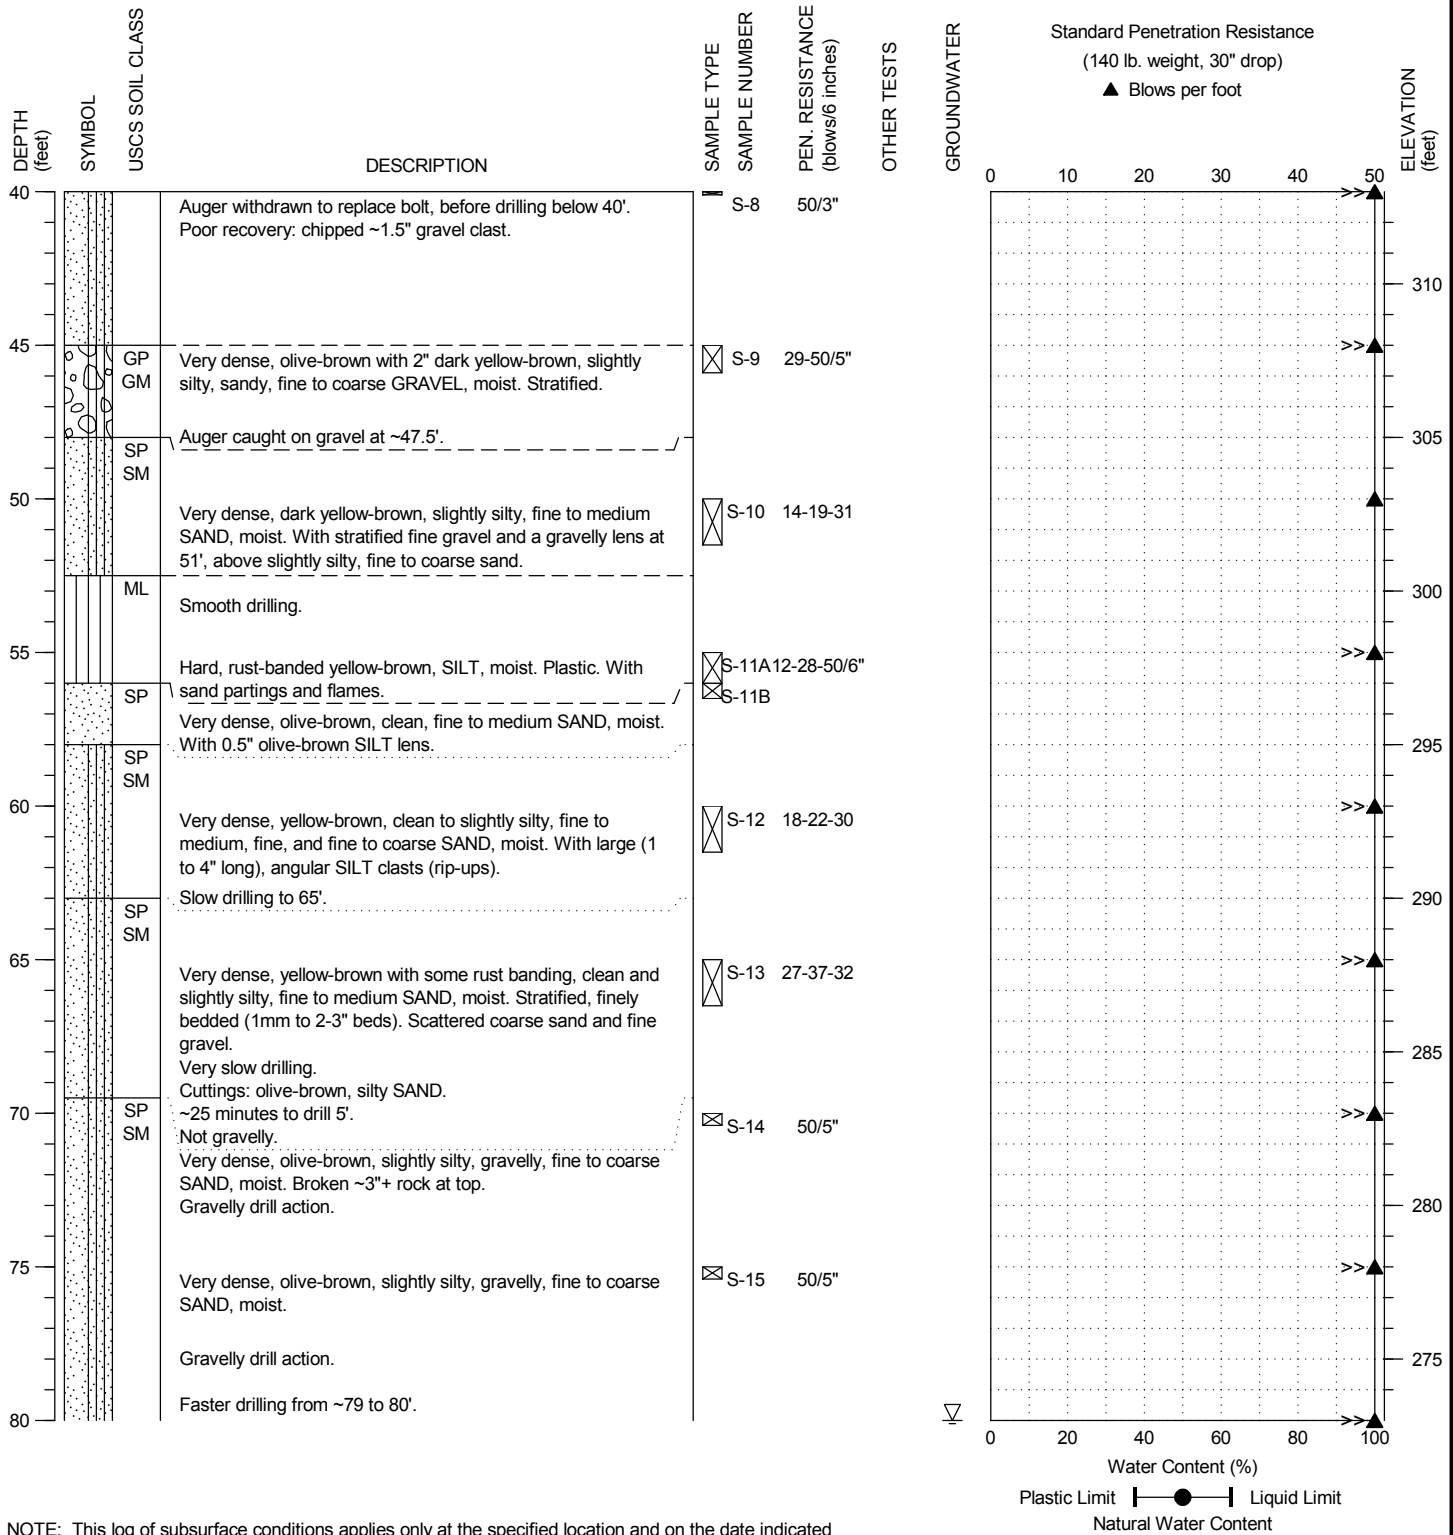 DEPTH
(feet)
SYMBOL
USCS SOIL CLASS
DESCRIPTION
SAMPLE TYPE
SAMPLE NUMBER
PEN. RESISTANCE
(blows/6 inches)
OTHER TESTS
GROUNDWATER
Standard Penetration Resistance
(140 lb. weight, 30" drop)
▲ Blows per foot
ELEVATION
(feet)
0 10 20 30 40 50
40
Auger withdrawn to replace bolt, before drilling below 40'.
Poor recovery: chipped ~1.5" gravel clast.
S-8 50/3"
>>
310
45
GP
GM
Very dense, olive-brown with 2" dark yellow-brown, slightly
silty, sandy, fine to coarse GRAVEL, moist. Stratified.
S-9 29-50/5"
>>
Auger caught on gravel at ~47.5'.
305
SP
SM
50
Very dense, dark yellow-brown, slightly silty, fine to medium
SAND, moist. With stratified fine gravel and a gravelly lens at
51', above slightly silty, fine to coarse sand.
S-10 14-19-31
ML
Smooth drilling.
300
55
Hard, rust-banded yellow-brown, SILT, moist. Plastic. With
sand partings and flames.
S-11A 12-28-50/6"
S-11B
>>
SP
Very dense, olive-brown, clean, fine to medium SAND, moist.
With 0.5" olive-brown SILT lens.
295
SP
SM
60
Very dense, yellow-brown, clean to slightly silty, fine to
medium, fine, and fine to coarse SAND, moist. With large (1
to 4" long), angular SILT clasts (rip-ups).
S-12 18-22-30
>>
Slow drilling to 65'.
290
SP
SM
65
Very dense, yellow-brown with some rust banding, clean and
slightly silty, fine to medium SAND, moist. Stratified, finely
bedded (1mm to 2-3" beds). Scattered coarse sand and fine
gravel.
S-13 27-37-32
>>
Very slow drilling.
285
Cuttings: olive-brown, silty SAND.
~25 minutes to drill 5'.
Not gravelly.
70
SP
SM
S-14 50/5"
>>
Very dense, olive-brown, slightly silty, gravelly, fine to coarse
SAND, moist. Broken ~3"+ rock at top.
Gravelly drill action.
280
75
Very dense, olive-brown, slightly silty, gravelly, fine to coarse
SAND, moist.
S-15 50/5"
>>
Gravelly drill action.
275
Faster drilling from ~79 to 80'.
80
>>
0 20 40 60 80 100
Water Content (%)
Plastic Limit Liquid Limit
Natural Water Content
NOTE: This log of subsurface conditions applies only at the specified location and on the date indicated